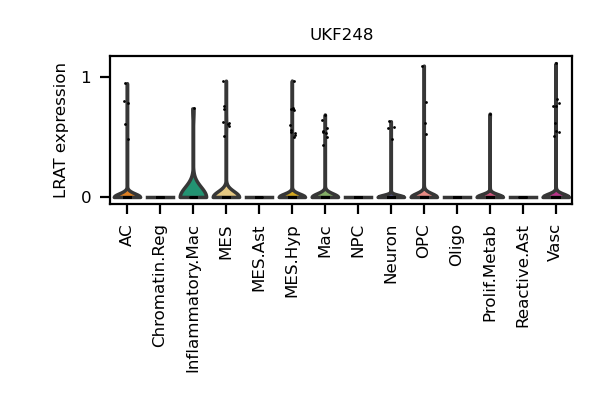 UKF248
LRAT expression
1
0
AC
Chromatin.Reg
Inflammatory.Mac
MES
MES.Ast
MES.Hyp
Mac
NPC
Neuron
OPC
Oligo
Prolif.Metab
Reactive.Ast
Vasc